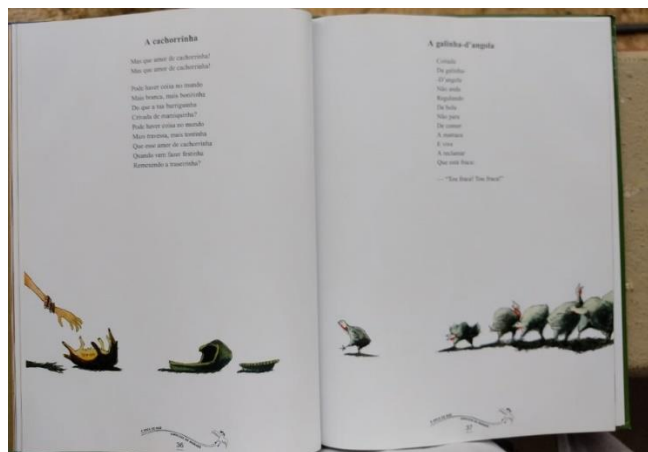 A cachorrinha
Mas que amor de cachorrinha!
Mas que amor de cachorrinha!
Pode haver coisa no mundo
Mais branca, mais bonitinha
Do que a tua barriguinha
Crivada de mamiquinha?
Pode haver coisa no mundo
Mais travessa, mais tontinha
Que esse amor de cachorrinha
Quando vem fazer festinha
Remexendo a traseirinha?
36
A galinha-d'angola
Coitada
Da galinha-
-D'angola
Não anda
Regulando
Da bola
Não para
De comer
A matraca
E vive
A reclamar
Que está fraca:
— "Tou fraca! Tou fraca!"
37